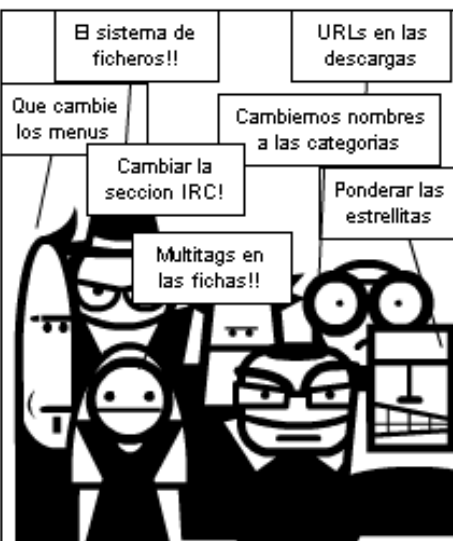 El sistema de
ficheros!!
URLs en las
descargas
Que cambie
los menus
Cambiemos nombres
a las categorias
Cambiar la
seccion IRC!
Ponderar las
estrellitas
Multitags en
las fichas!!